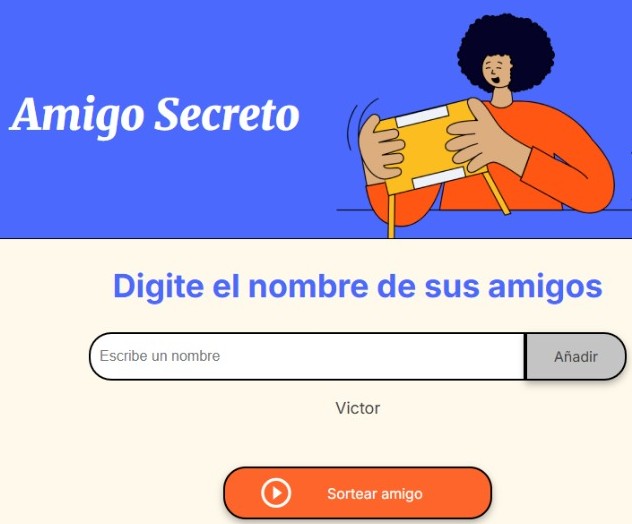 Amigo Secreto
Digite el nombre de sus amigos
Escribe un nombre
Añadir
Victor
Sortear amigo